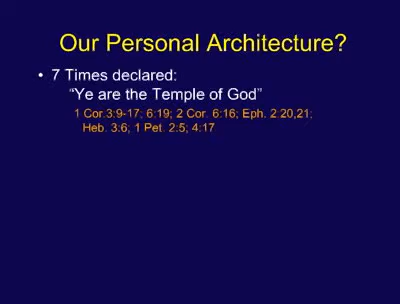 Our Personal Architecture?
• 7 Times declared:
“Ye are the Temple of God”
1 Cor.3:9-17; 6:19; 2 Cor. 6:16; Eph. 2:20,21;
Heb. 3:6; 1 Pet. 2:5; 4:17